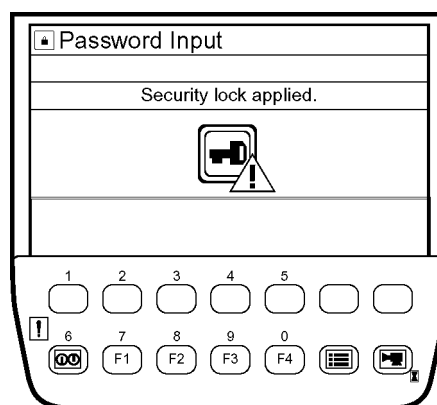 Password Input
Security lock applied.
1 2 3 4 5
6 7 8 9 0
F1 F2 F3 F4